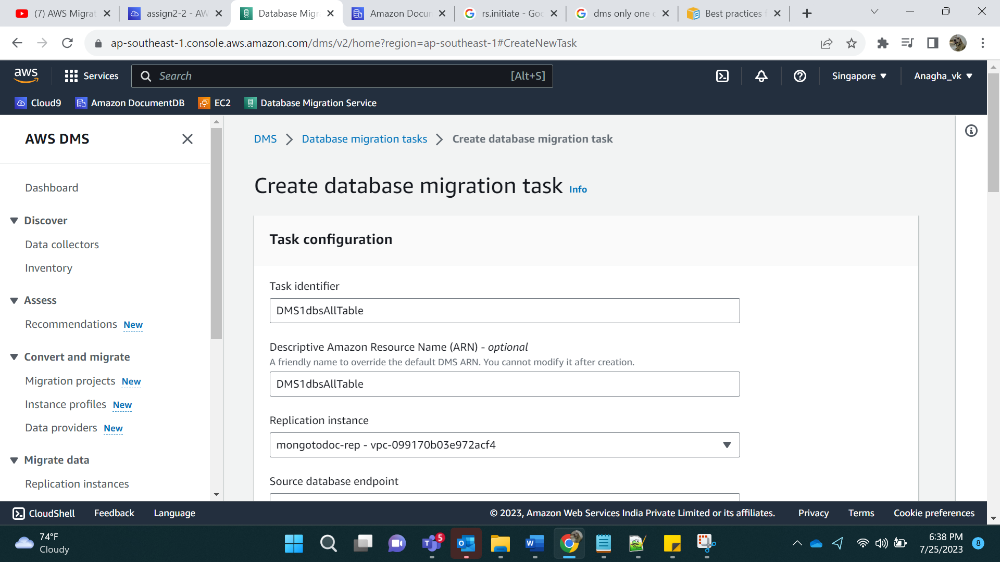 (7) AWS Migrat
assign2-2 - AW
Database Migr
Amazon Docum
rs.initiate - Goo
dms only one c
Best practices f
ap-southeast-1.console.aws.amazon.com/dms/v2/home?region=ap-southeast-1#CreateNewTask
aws
Services
Search
[Alt+S]
Singapore
Anagha_vk
Cloud9
Amazon DocumentDB
EC2
Database Migration Service
AWS DMS
Dashboard
Discover
Data collectors
Inventory
Assess
Recommendations New
Convert and migrate
Migration projects New
Instance profiles New
Data providers New
Migrate data
Replication instances
DMS > Database migration tasks > Create database migration task
Create database migration task Info
Task configuration
Task identifier
DMS1dbsAllTable
Descriptive Amazon Resource Name (ARN) - optional
A friendly name to override the default DMS ARN. You cannot modify it after creation.
DMS1dbsAllTable
Replication instance
mongotodoc-rep - vpc-099170b03e972acf4
Source database endpoint
CloudShell
Feedback
Language
© 2023, Amazon Web Services India Private Limited or its affiliates.
Privacy
Terms
Cookie preferences
74°F
Cloudy
5
6:38 PM
7/25/2023
8